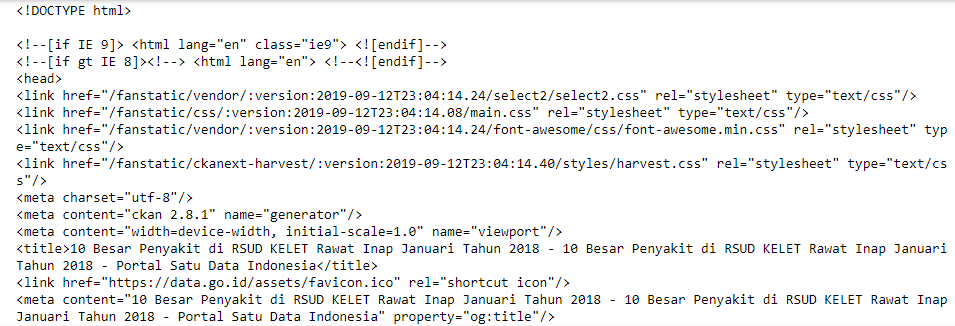 <!DOCTYPE html>
<!--[if IE 9]> <html lang="en" class="ie9"> <![endif]-->
<!--[if gt IE 8]><!--> <html lang="en"> <!--<![endif]-->
<head>
<link href="/fanstatic/vendor/:version:2019-09-12T23:04:14.24/select2/select2.css" rel="stylesheet" type="text/css"/>
<link href="/fanstatic/css/:version:2019-09-12T23:04:14.08/main.css" rel="stylesheet" type="text/css"/>
<link href="/fanstatic/vendor/:version:2019-09-12T23:04:14.24/font-awesome/css/font-awesome.min.css" rel="stylesheet" typ
e="text/css"/>
<link href="/fanstatic/ckanext-harvest/:version:2019-09-12T23:04:14.40/styles/harvest.css" rel="stylesheet" type="text/cs
s"/>
<meta charset="utf-8"/>
<meta content="ckan 2.8.1" name="generator"/>
<meta content="width=device-width, initial-scale=1.0" name="viewport"/>
<title>10 Besar Penyakit di RSUD KELET Rawat Inap Januari Tahun 2018 - 10 Besar Penyakit di RSUD KELET Rawat Inap Januari
Tahun 2018 - Portal Satu Data Indonesia</title>
<link href="https://data.go.id/assets/favicon.ico" rel="shortcut icon"/>
<meta content="10 Besar Penyakit di RSUD KELET Rawat Inap Januari Tahun 2018 - 10 Besar Penyakit di RSUD KELET Rawat Inap
Januari Tahun 2018 - Portal Satu Data Indonesia" property="og:title"/>